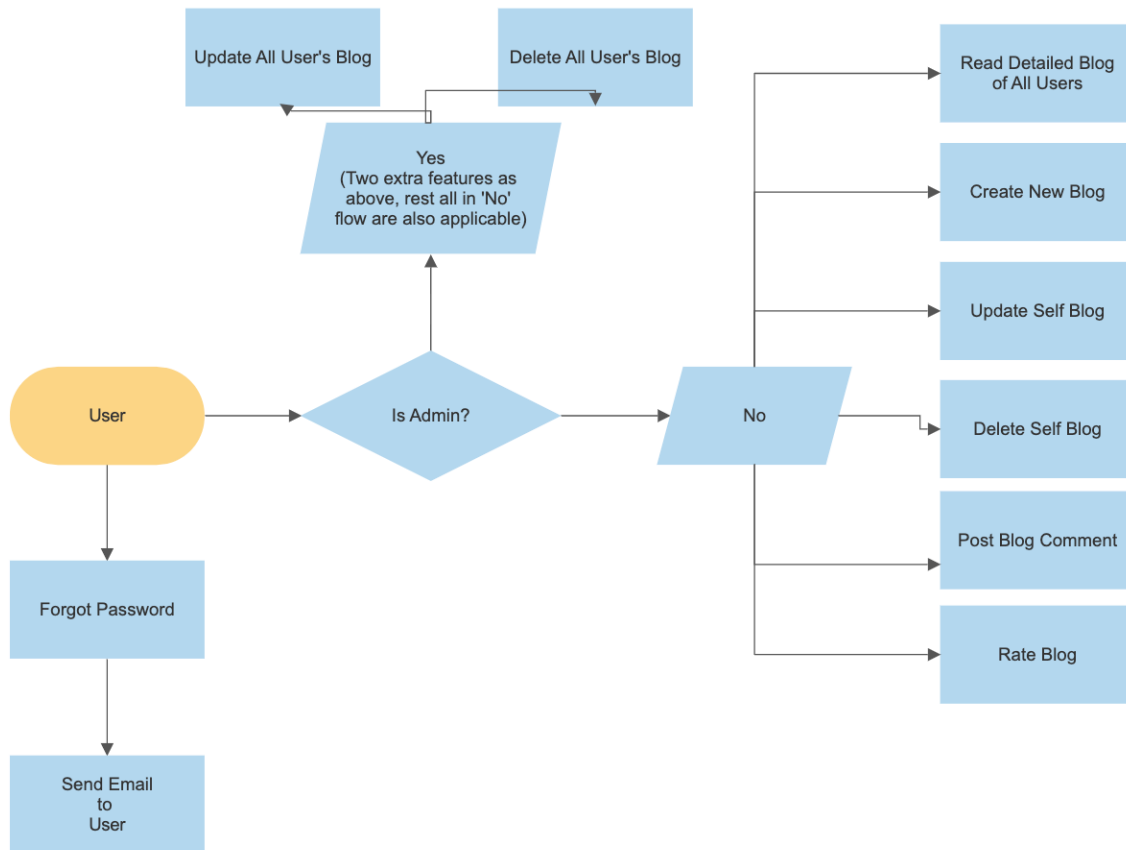 Update All User's Blog
Delete All User's Blog
Read Detailed Blog
of All Users
Yes
(Two extra features as
above, rest all in 'No'
flow are also applicable)
Create New Blog
Update Self Blog
User
Is Admin?
No
Delete Self Blog
Post Blog Comment
Forgot Password
Rate Blog
Send Email
to
User